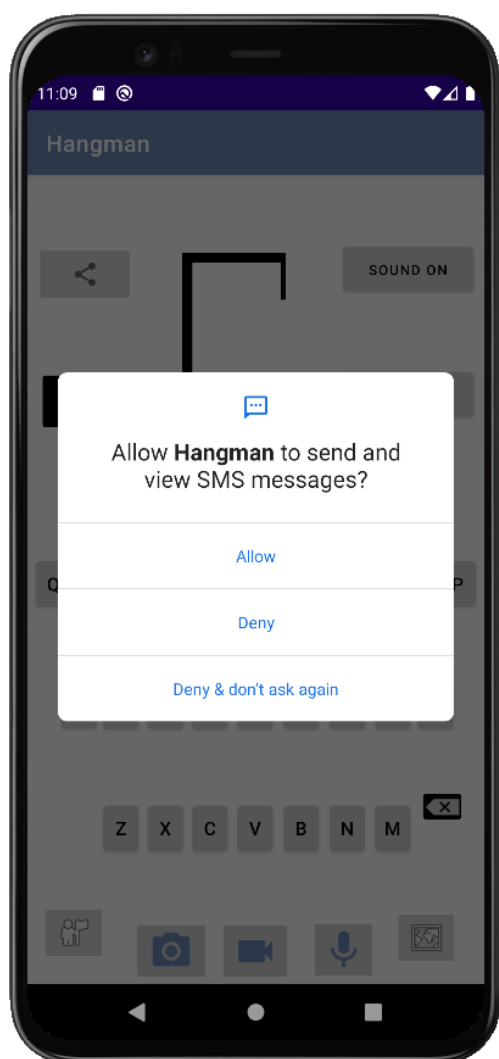 11:09
Hangman
SOUND ON
Allow Hangman to send and
view SMS messages?
Allow
Q
P
Deny
Deny & don't ask again
Z X C V B N M